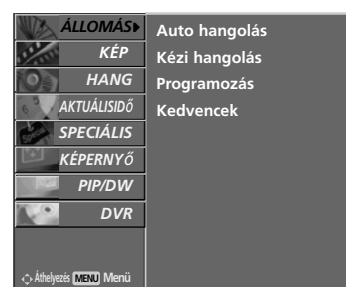 ÁLLOMÁS
KÉP
HANG
AKTUÁLISIDŐ
SPECIÁLIS
KÉPERNYŐ
PIP/DW
DVR
Áthelyezés MENU Menü
Auto hangolás
Kézi hangolás
Programozás
Kedvencek